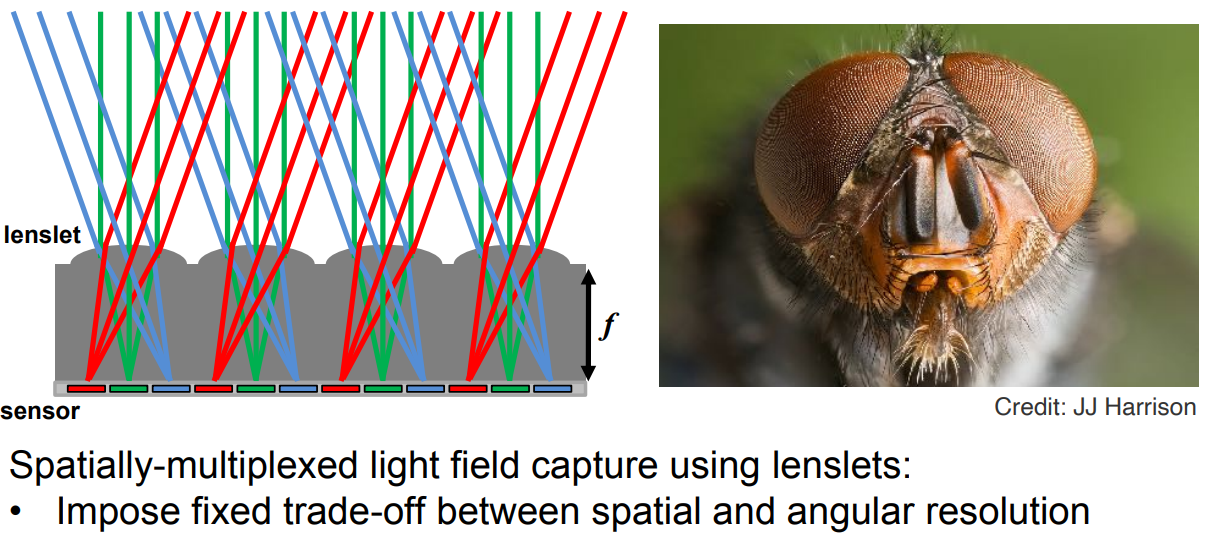 lenslet
f
sensor
Credit: JJ Harrison
Spatially-multiplexed light field capture using lenslets:
• Impose fixed trade-off between spatial and angular resolution